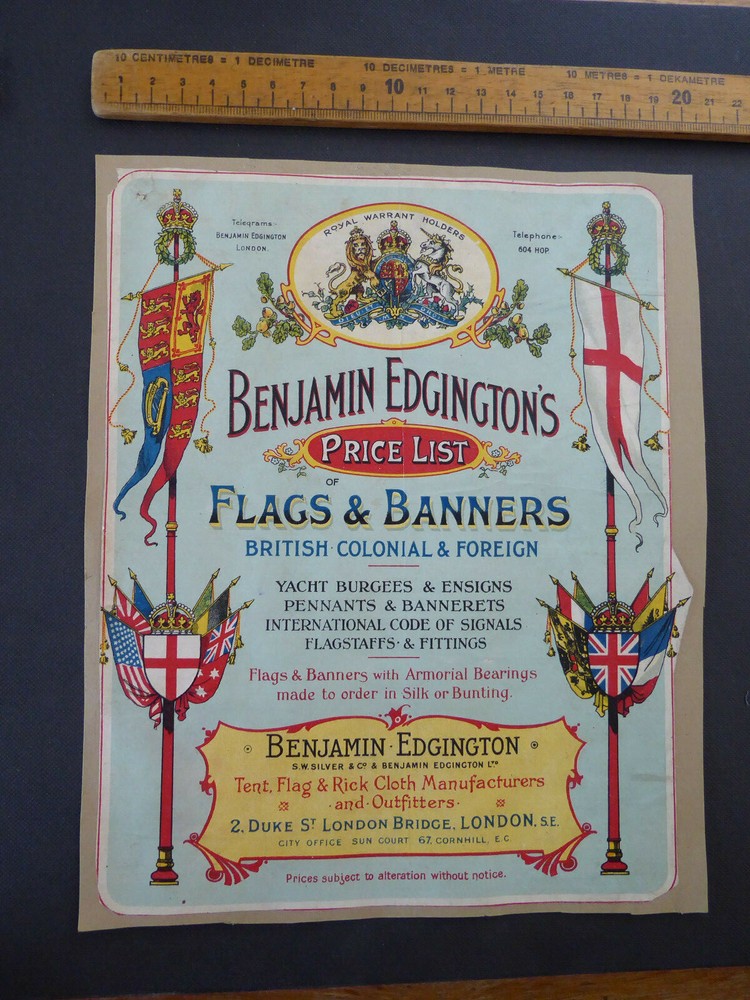 10 CENTIMETRES = 1 DECIMETRE 10 DECIMETRES = 1 METRE 10 METRES = 1 DEKAMETRE
1 2 3 4 5 6 7 8 9 10 11 12 13 14 15 16 17 18 19 20 21 22
ROYAL WARRANT HOLDERS
Telegrams:-
BENJAMIN EDGINGTON
LONDON.
Telephone:-
604 HOP.
BENJAMIN EDGINGTON'S
PRICE LIST
OF
FLAGS & BANNERS
BRITISH · COLONIAL & FOREIGN
YACHT BURGEES & ENSIGNS
PENNANTS & BANNERETS
INTERNATIONAL CODE OF SIGNALS
FLAGSTAFFS · & FITTINGS
Flags & Banners with Armorial Bearings
made to order in Silk or Bunting.
BENJAMIN · EDGINGTON
S.W. SILVER & Cº & BENJAMIN EDGINGTON Lᵀᴰ
Tent, Flag & Rick Cloth Manufacturers
· and · Outfitters ·
2, DUKE Sᵀ LONDON BRIDGE, LONDON, S.E.
CITY OFFICE SUN COURT 67, CORNHILL, E.C.
Prices subject to alteration without notice.